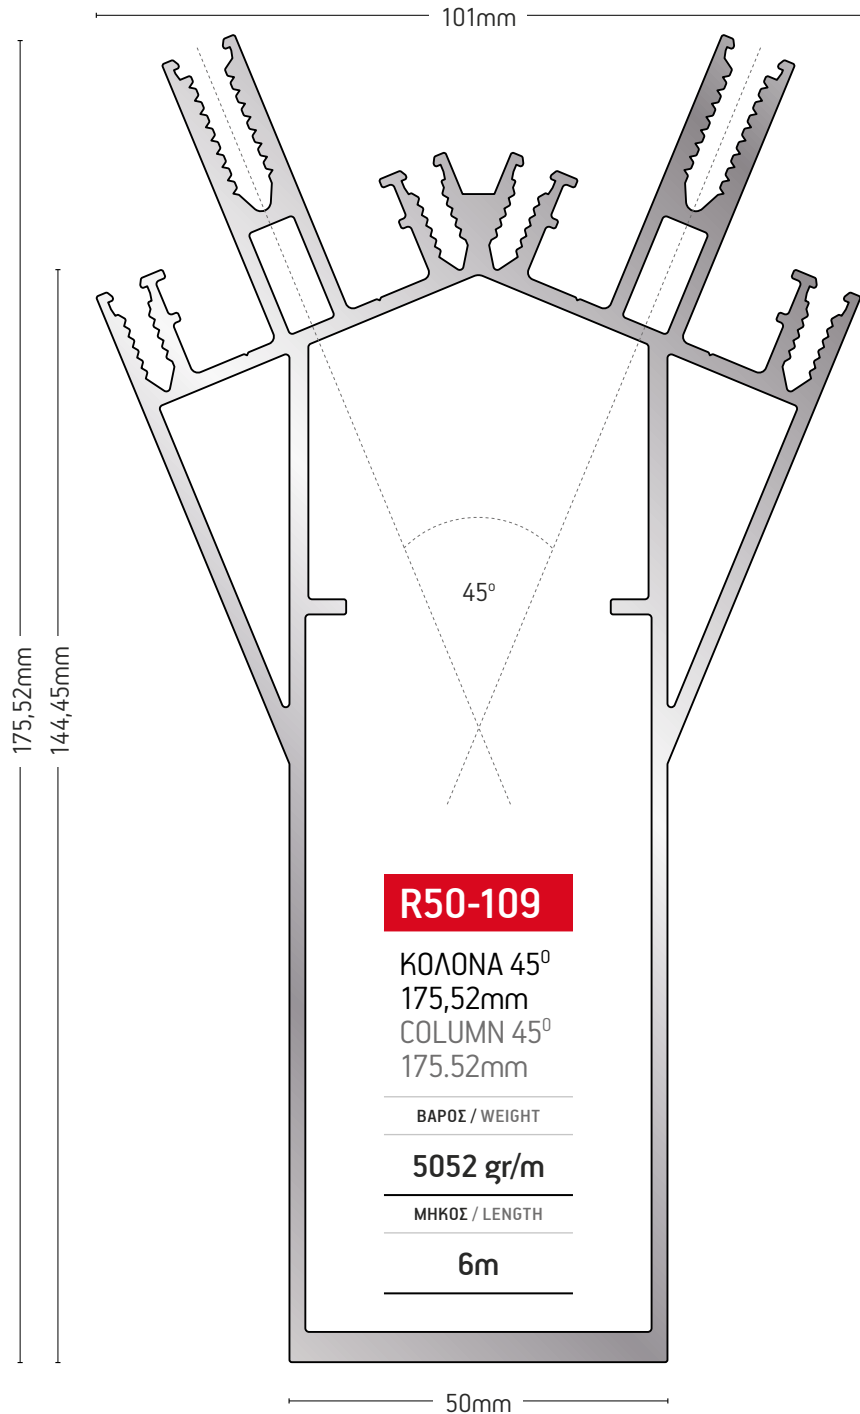 101mm
175,52mm
144,45mm
45⁰
R50-109
ΚΟΛΟΝΑ 45⁰
175,52mm
COLUMN 45⁰
175.52mm
ΒΑΡΟΣ / WEIGHT
5052 gr/m
ΜΗΚΟΣ / LENGTH
6m
50mm